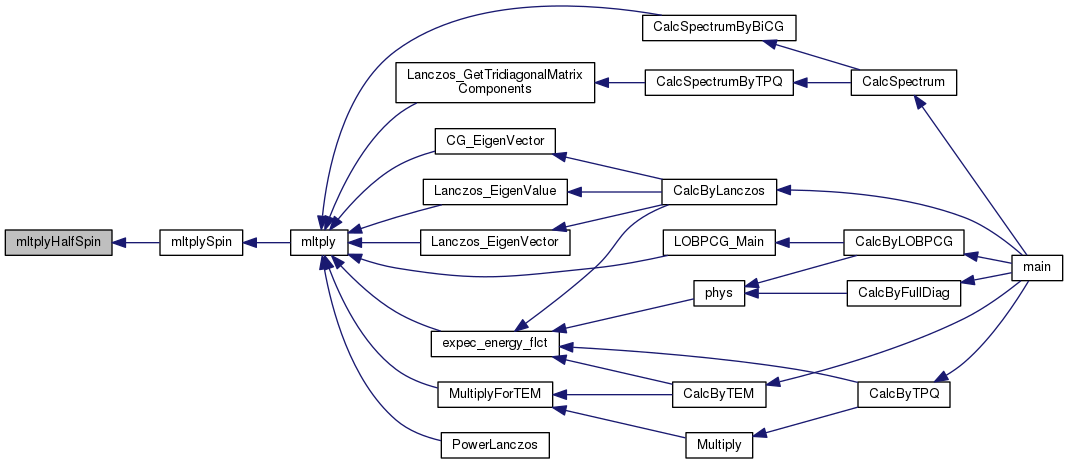 CalcSpectrumByBiCG
Lanczos_GetTridiagonalMatrix
Components
CalcSpectrumByTPQ
CalcSpectrum
CG_EigenVector
Lanczos_EigenValue
CalcByLanczos
mltplyHalfSpin
mltplySpin
mltply
Lanczos_EigenVector
LOBPCG_Main
CalcByLOBPCG
main
phys
CalcByFullDiag
expec_energy_flct
MultiplyForTEM
CalcByTEM
CalcByTPQ
PowerLanczos
Multiply